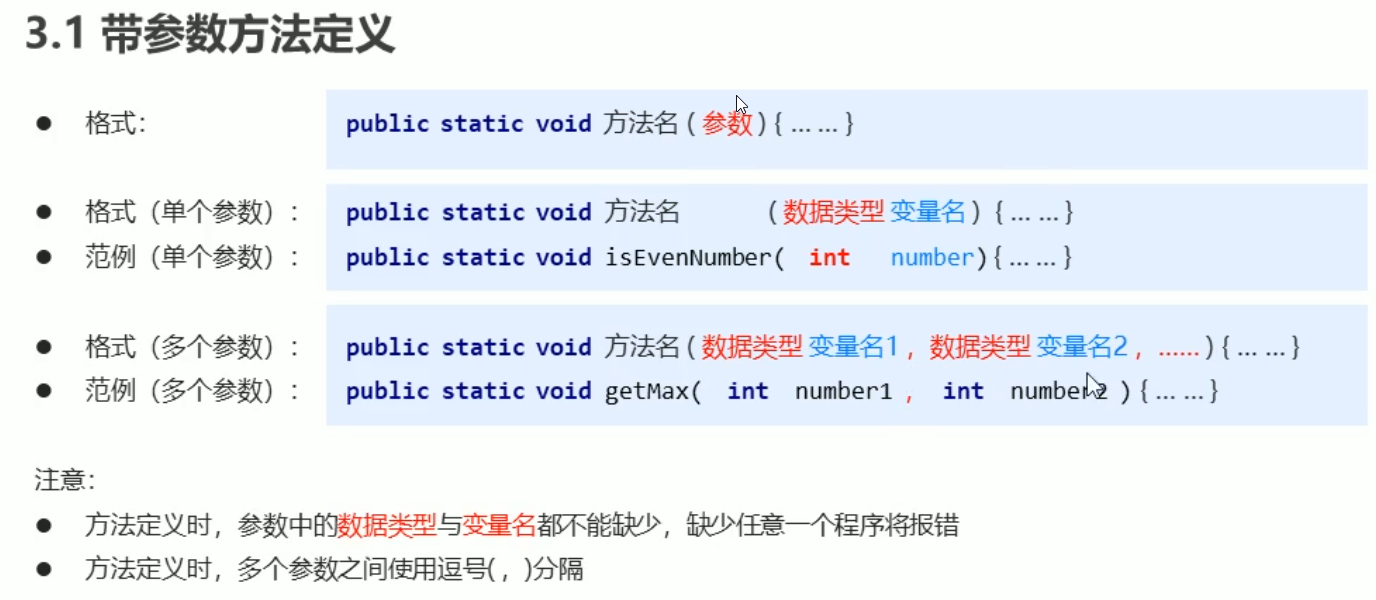 3.1 带参数方法定义
● 格式: public static void 方法名 ( 参数 ) { ... ... }
● 格式（单个参数）: public static void 方法名 ( 数据类型 变量名 ) { ... ... }
● 范例（单个参数）: public static void isEvenNumber( int number){ ... ... }
● 格式（多个参数）: public static void 方法名 ( 数据类型 变量名1 , 数据类型 变量名2 , ...... ) { ... ... }
● 范例（多个参数）: public static void getMax( int number1 , int number2 ) { ... ... }
注意:
● 方法定义时，参数中的数据类型与变量名都不能缺少，缺少任意一个程序将报错
● 方法定义时，多个参数之间使用逗号( ，)分隔